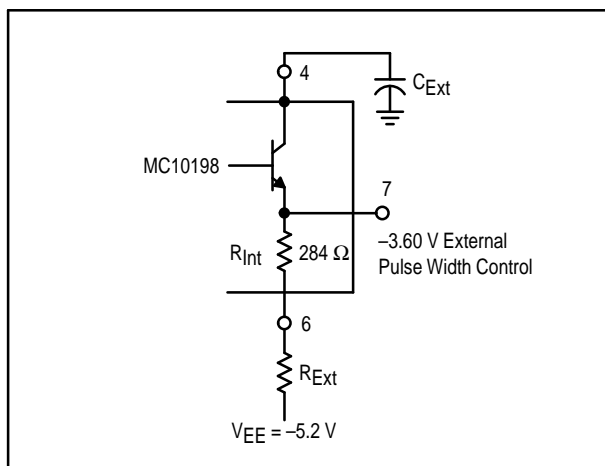 4
C_Ext
MC10198
7
–3.60 V External
Pulse Width Control
R_Int
284 Ω
6
R_Ext
V_EE = –5.2 V